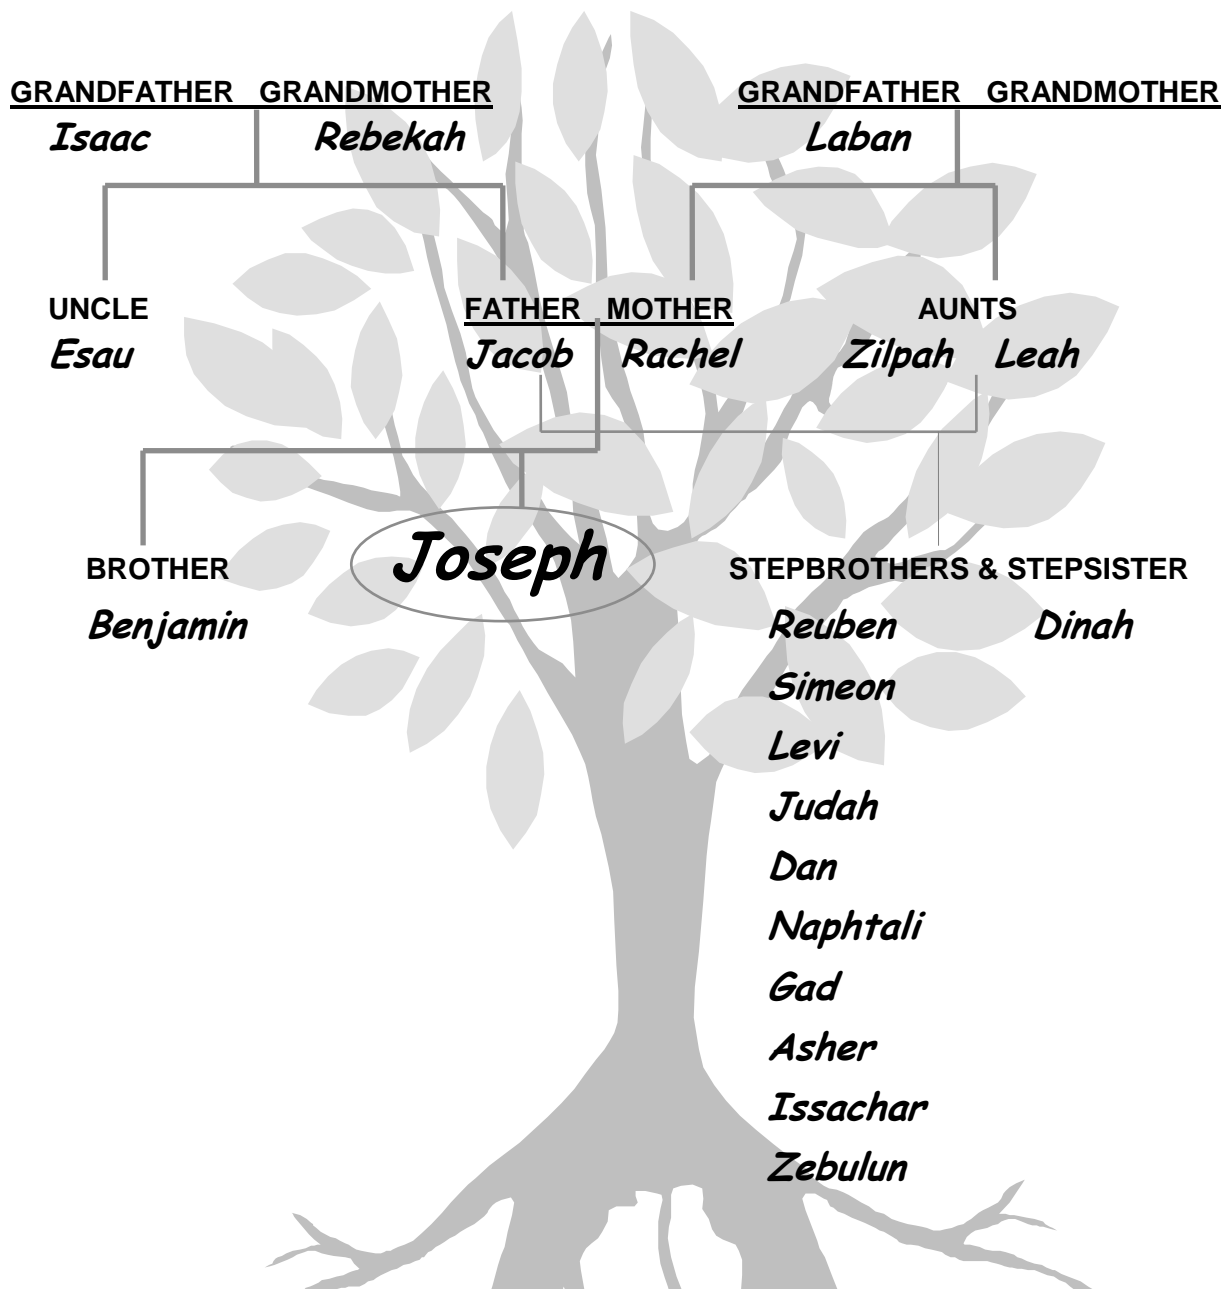 GRANDFATHER GRANDMOTHER GRANDFATHER GRANDMOTHER
Isaac Rebekah Laban
UNCLE FATHER MOTHER AUNTS
Esau Jacob Rachel Zilpah Leah
Joseph
BROTHER STEPBROTHERS & STEPSISTER
Benjamin Reuben Dinah
Simeon
Levi
Judah
Dan
Naphtali
Gad
Asher
Issachar
Zebulun